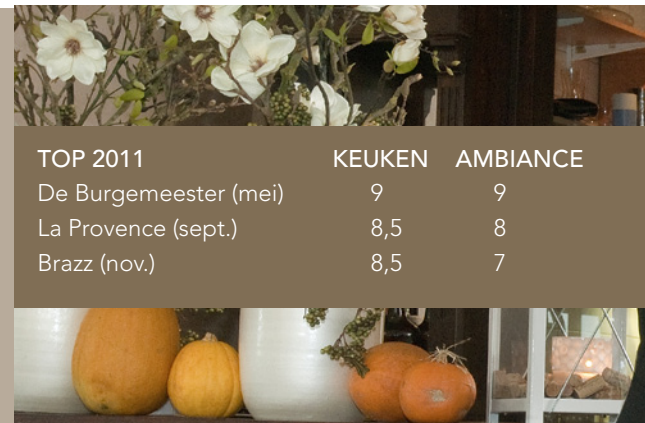 TOP 2011 KEUKEN AMBIANCE
De Burgemeester (mei) 9 9
La Provence (sept.) 8,5 8
Brazz (nov.) 8,5 7